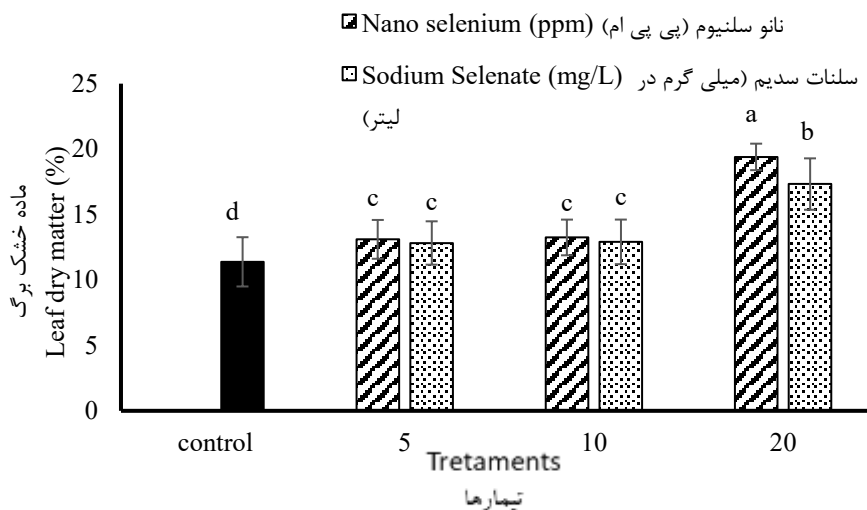 Nano selenium (ppm) نانو سلنیوم (پی پی ام)
Sodium Selenate (mg/L) سلنات سدیم (میلی گرم در
لیتر)
ماده خشک برگ
Leaf dry matter (%)
25
20
15
10
5
0
d
c
c
c
c
a
b
control
5
10
20
Tretaments
تیمارها